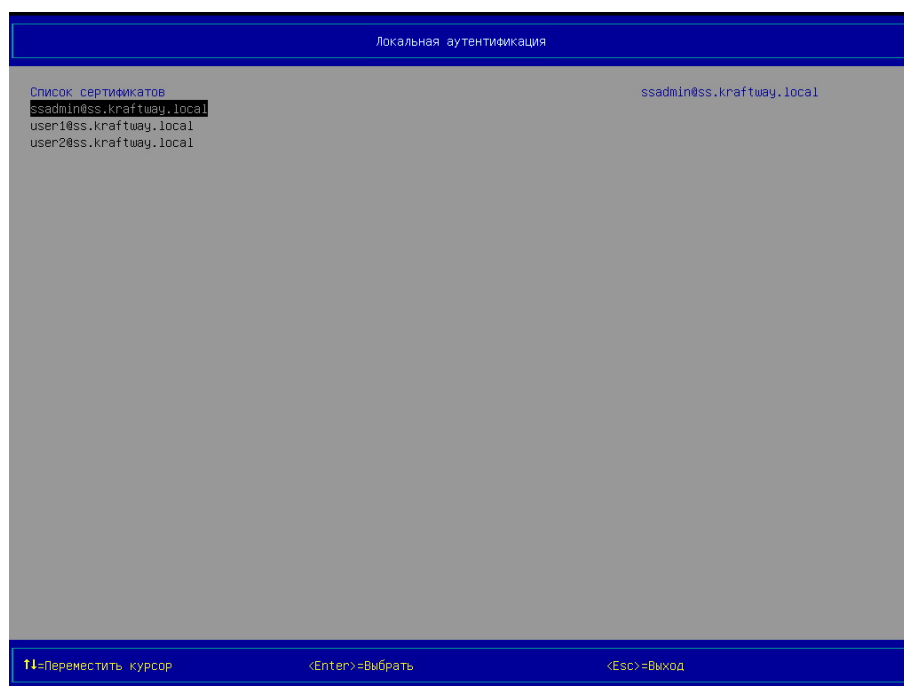 Локальная аутентификация
Список сертификатов
ssadmin@ss.kraftway.local
ssadmin@ss.kraftway.local
user1@ss.kraftway.local
user2@ss.kraftway.local
↑↓=Переместить курсор <Enter>=Выбрать <Esc>=Выход